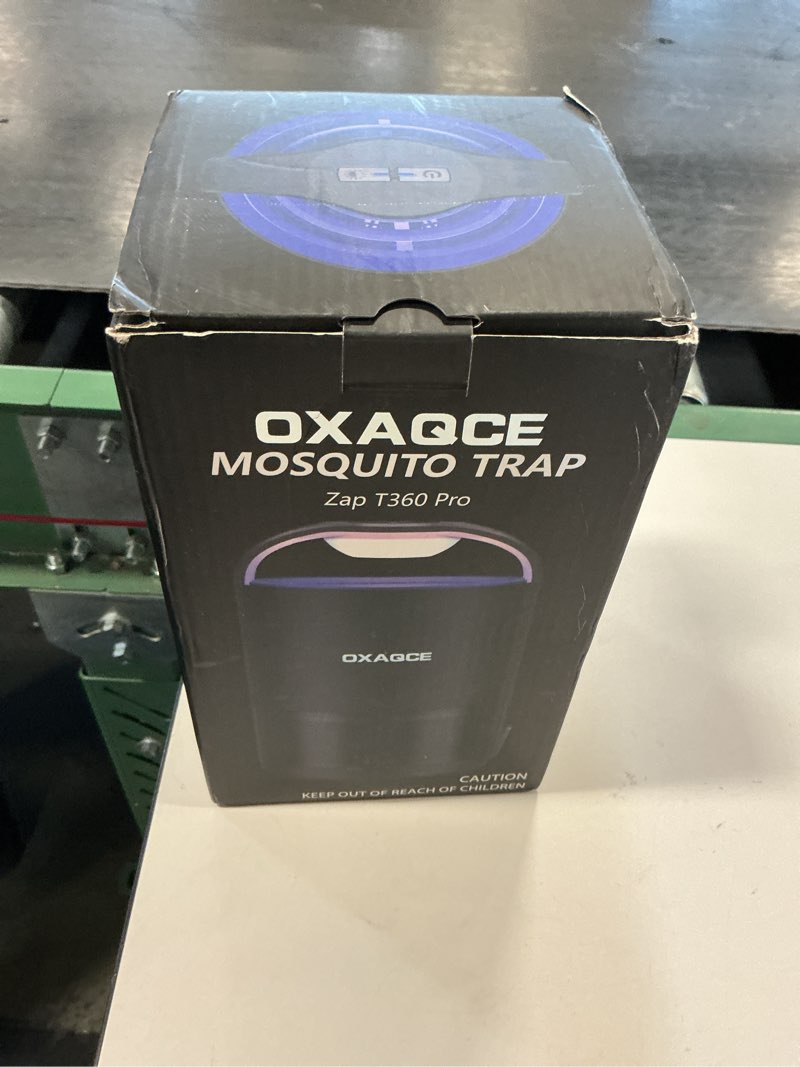 OXAQCE
MOSQUITO TRAP
Zap T360 Pro
OXAQCE
CAUTION
KEEP OUT OF REACH OF CHILDREN